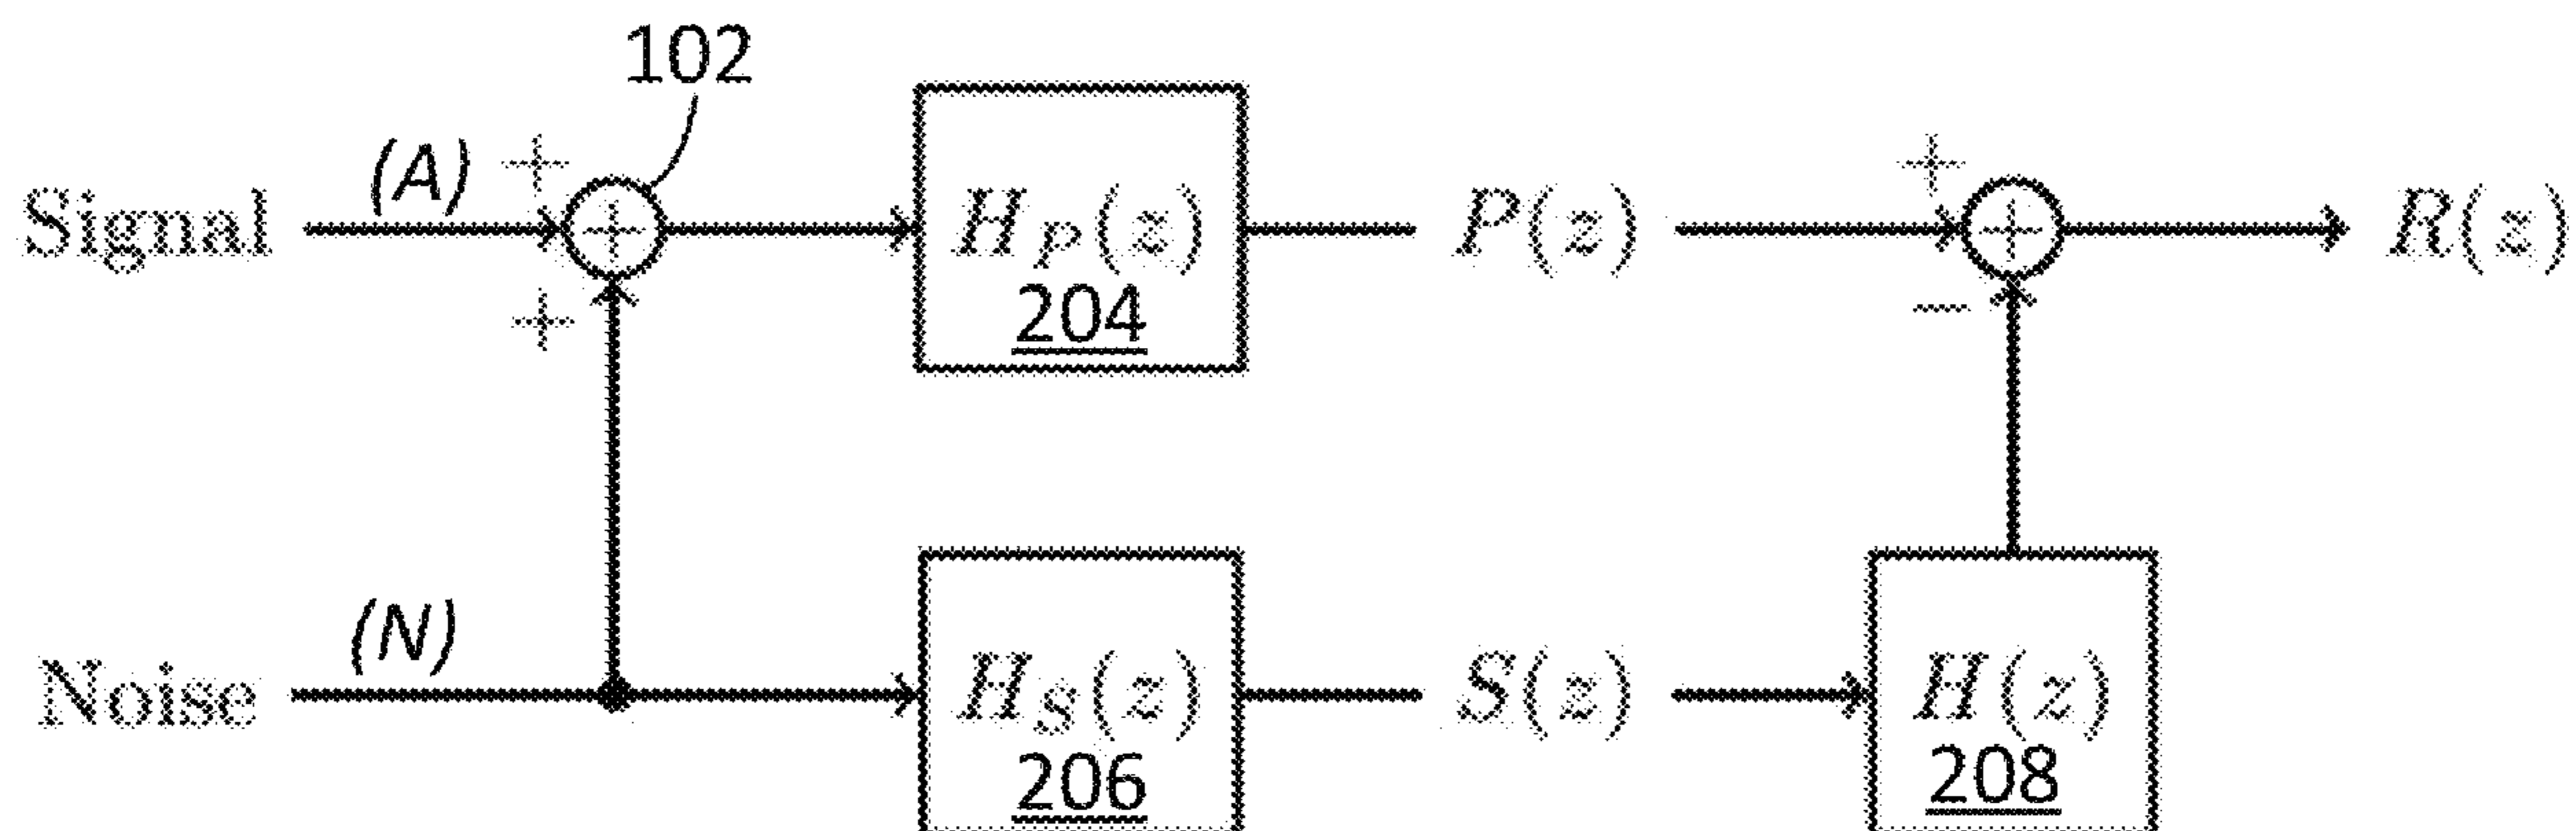 102
(A) + +
Signal + H_P(z) P(z) + R(z)
+ 204 −
(N)
Noise H_S(z) S(z) H(z)
206 208